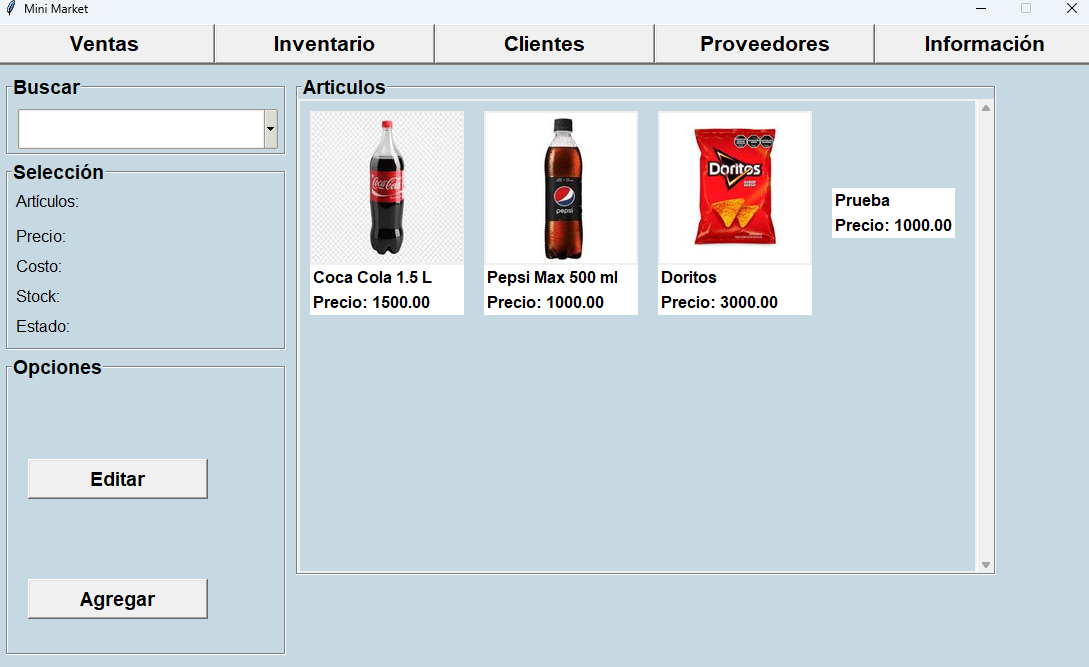 Mini Market
Ventas
Inventario
Clientes
Proveedores
Información
Buscar
Selección
Artículos:
Precio:
Costo:
Stock:
Estado:
Opciones
Editar
Agregar
Articulos
Coca-Cola
Coca Cola 1.5 L
Precio: 1500.00
pepsi
Pepsi Max 500 ml
Precio: 1000.00
Doritos
Doritos
Precio: 3000.00
Prueba
Precio: 1000.00